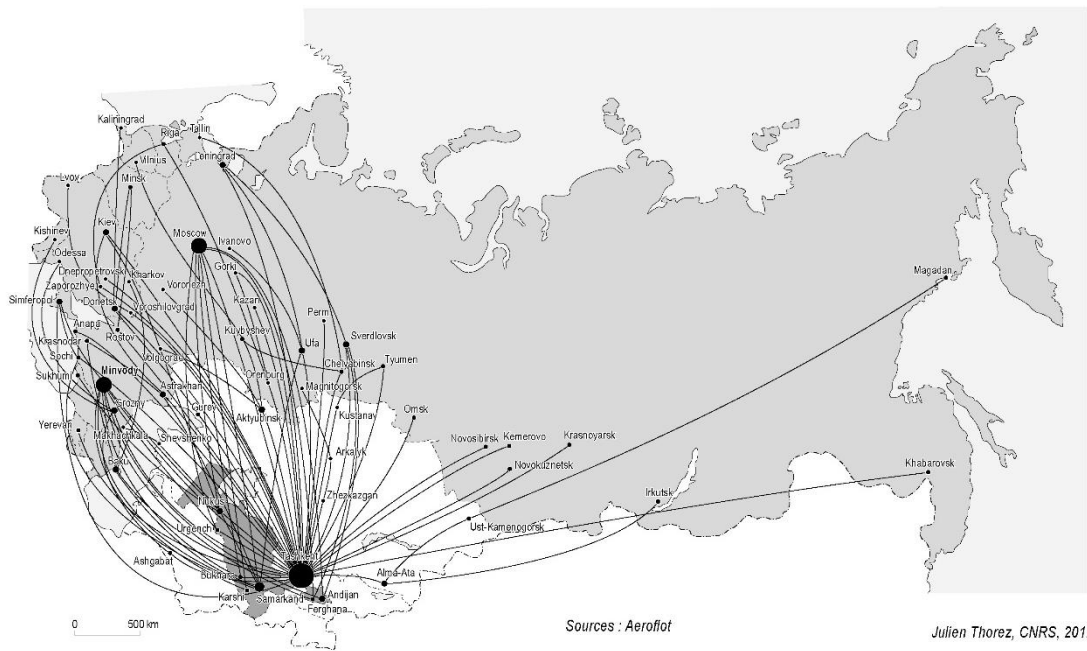 Kaliningrad
Riga
Tallin
Vilnius
Leningrad
Lvov
Minsk
Kiev
Kishinev
Moscow
Ivanovo
Odessa
Gorki
Dnepropetrovsk
Kharkov
Magadan
Zaporozhye
Voronezh
Simferopol
Donetsk
Kazan
Voroshilovgrad
Perm
Anapa
Rostov
Kuybyshev
Sverdlovsk
Krasnodar
Ufa
Sochi
Volgograd
Chelyabinsk
Tyumen
Sukhumi
Minvody
Orenburg
Magnitogorsk
Astrakhan
Grozny
Gurev
Aktyubinsk
Kustanay
Omsk
Yerevan
Makhachkala
Shevshenko
Novosibirsk
Kemerovo
Krasnoyarsk
Arkalyk
Baku
Novokuznetsk
Khabarovsk
Nukus
Zhezkazgan
Irkutsk
Urgench
Ust-Kamenogorsk
Ashgabat
Tashkent
Bukhara
Alma-Ata
Karshi
Samarkand
Andijan
Ferghana
0 500 km
Sources : Aeroflot
Julien Thorez, CNRS, 201